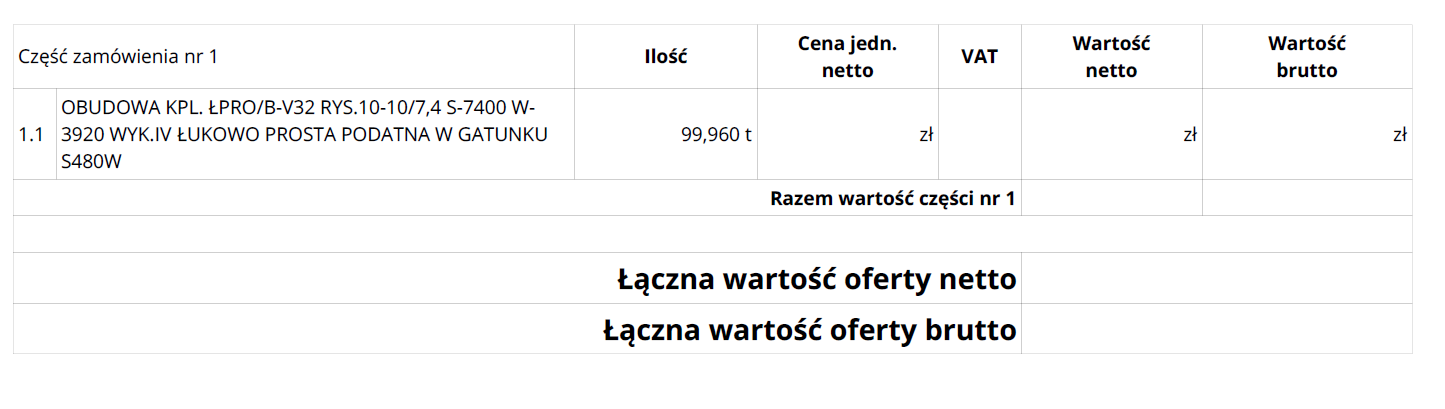 Część zamówienia nr 1 Ilość Cena jedn. netto VAT Wartość netto Wartość brutto
1.1 OBUDOWA KPL. ŁPRO/B-V32 RYS.10-10/7,4 S-7400 W-
3920 WYK.IV ŁUKOWO PROSTA PODATNA W GATUNKU
S480W
99,960 t zł zł zł
Razem wartość części nr 1
Łączna wartość oferty netto
Łączna wartość oferty brutto